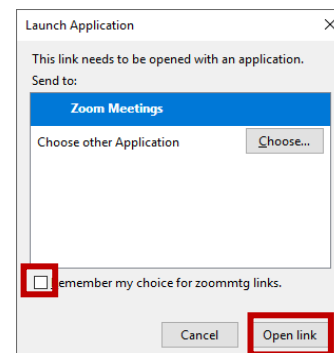 Launch Application
This link needs to be opened with an application.
Send to:
Zoom Meetings
Choose other Application
Choose...
emember my choice for zoommtg links.
Cancel
Open link